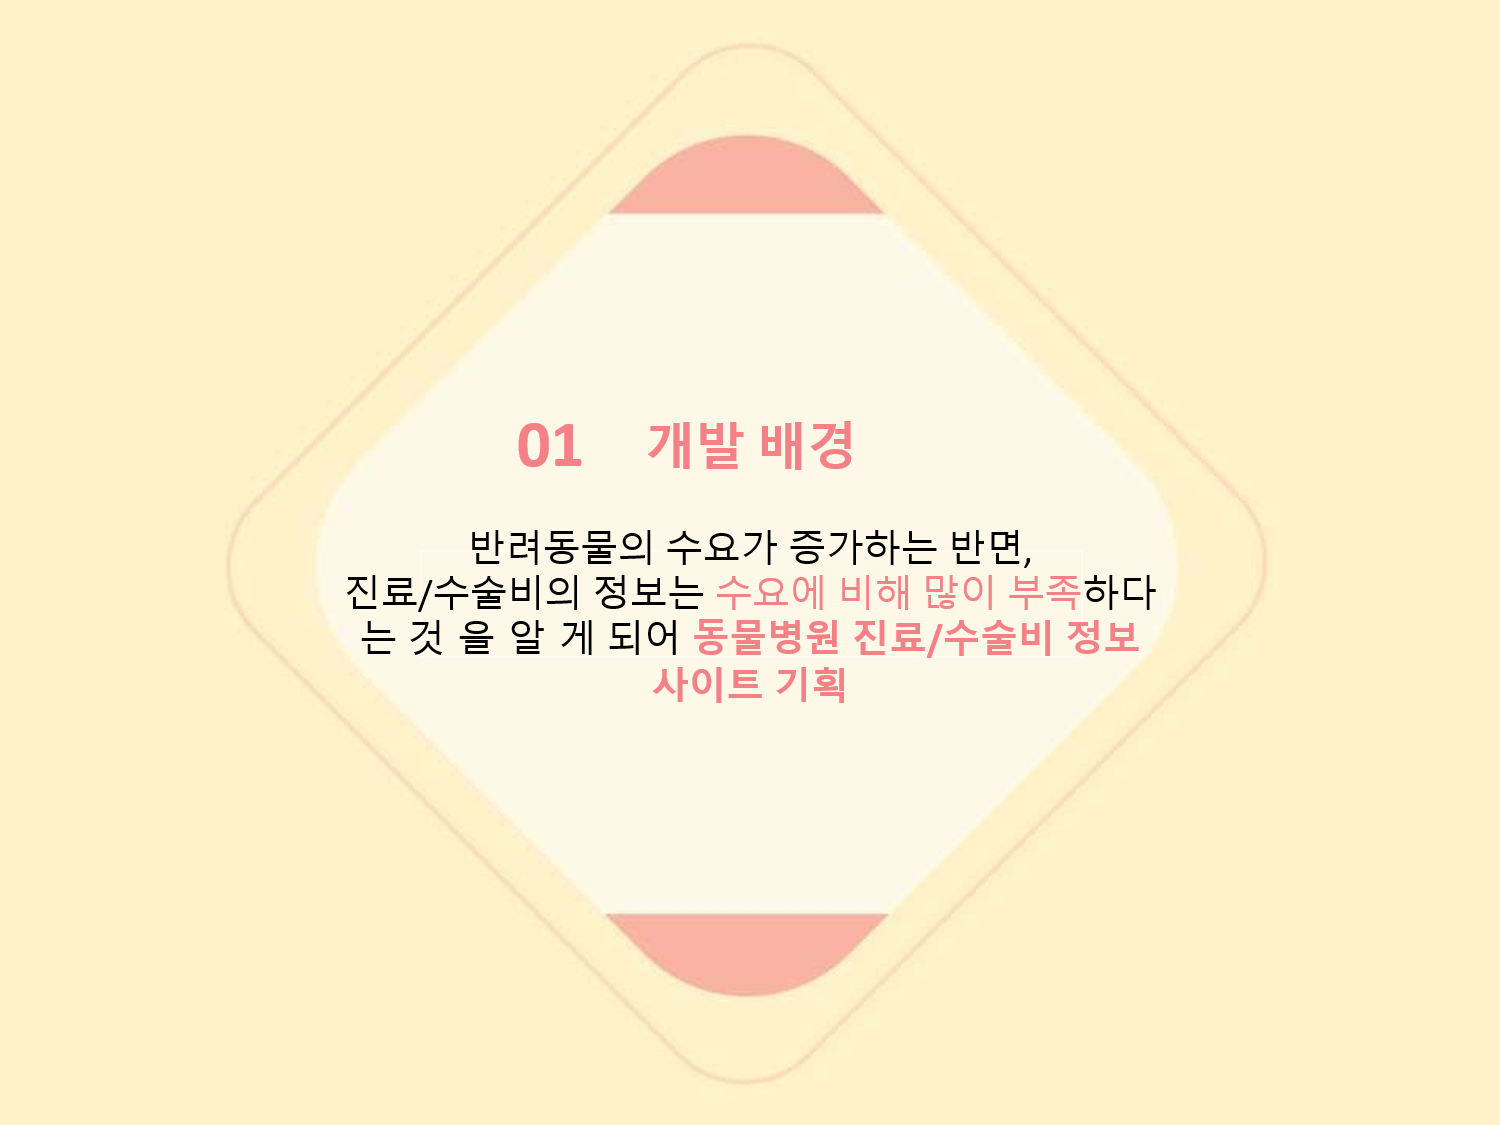 01 개발 배경
반려동물의 수요가 증가하는 반면,
진료/수술비의 정보는 수요에 비해 많이 부족하다
는 것 을 알 게 되어 동물병원 진료/수술비 정보
사이트 기획